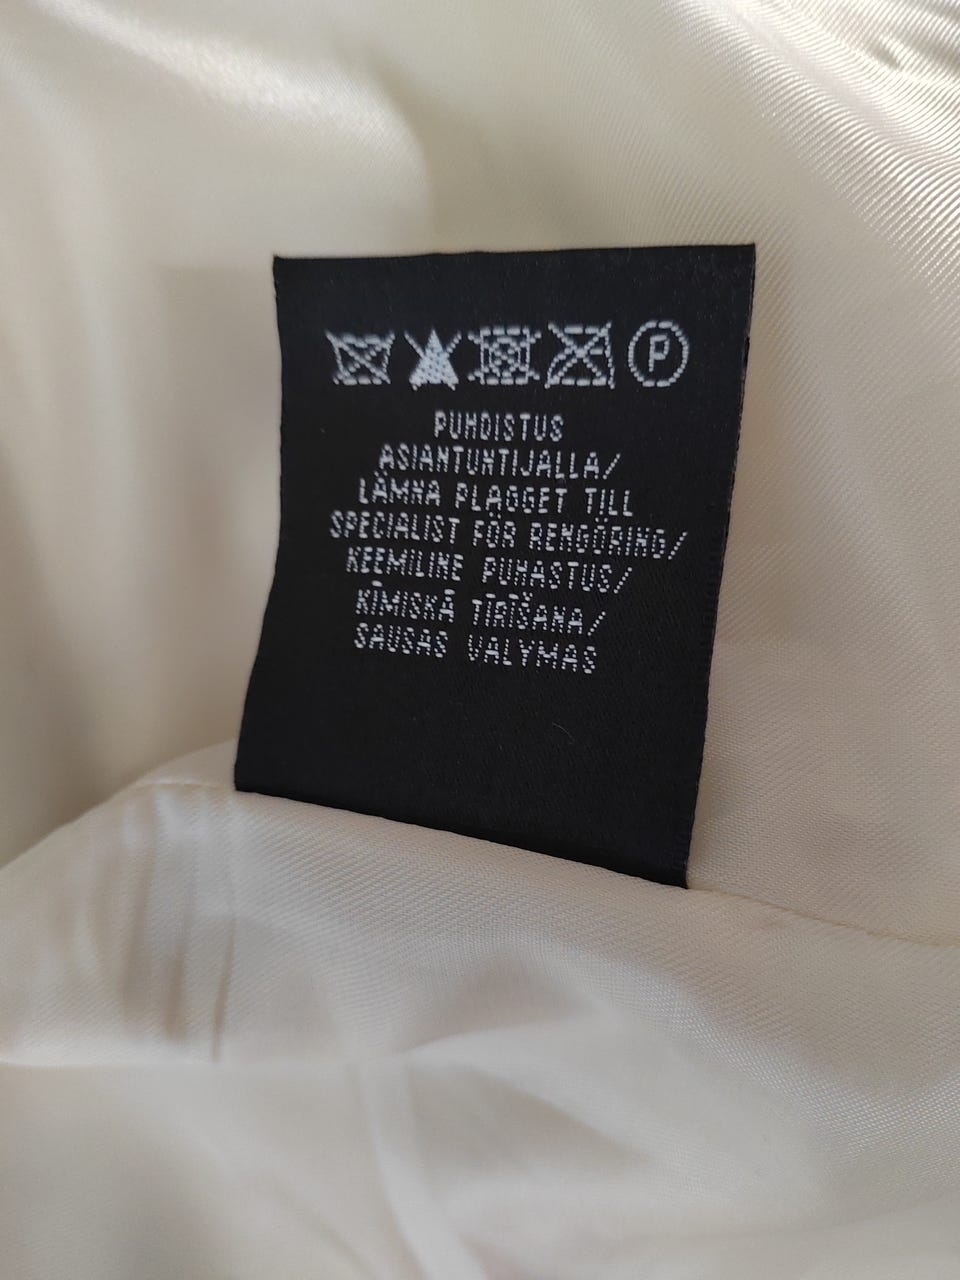 P
PUHDISTUS
ASIANTUNTIJALLA/
LÄMNA PLAGGET TILL
SPECIALIST FÖR RENGÖRING/
KEEMILINE PUHASTUS/
ĶĪMISKĀ TĪRĪŠANA/
SAUSAS VALYMAS